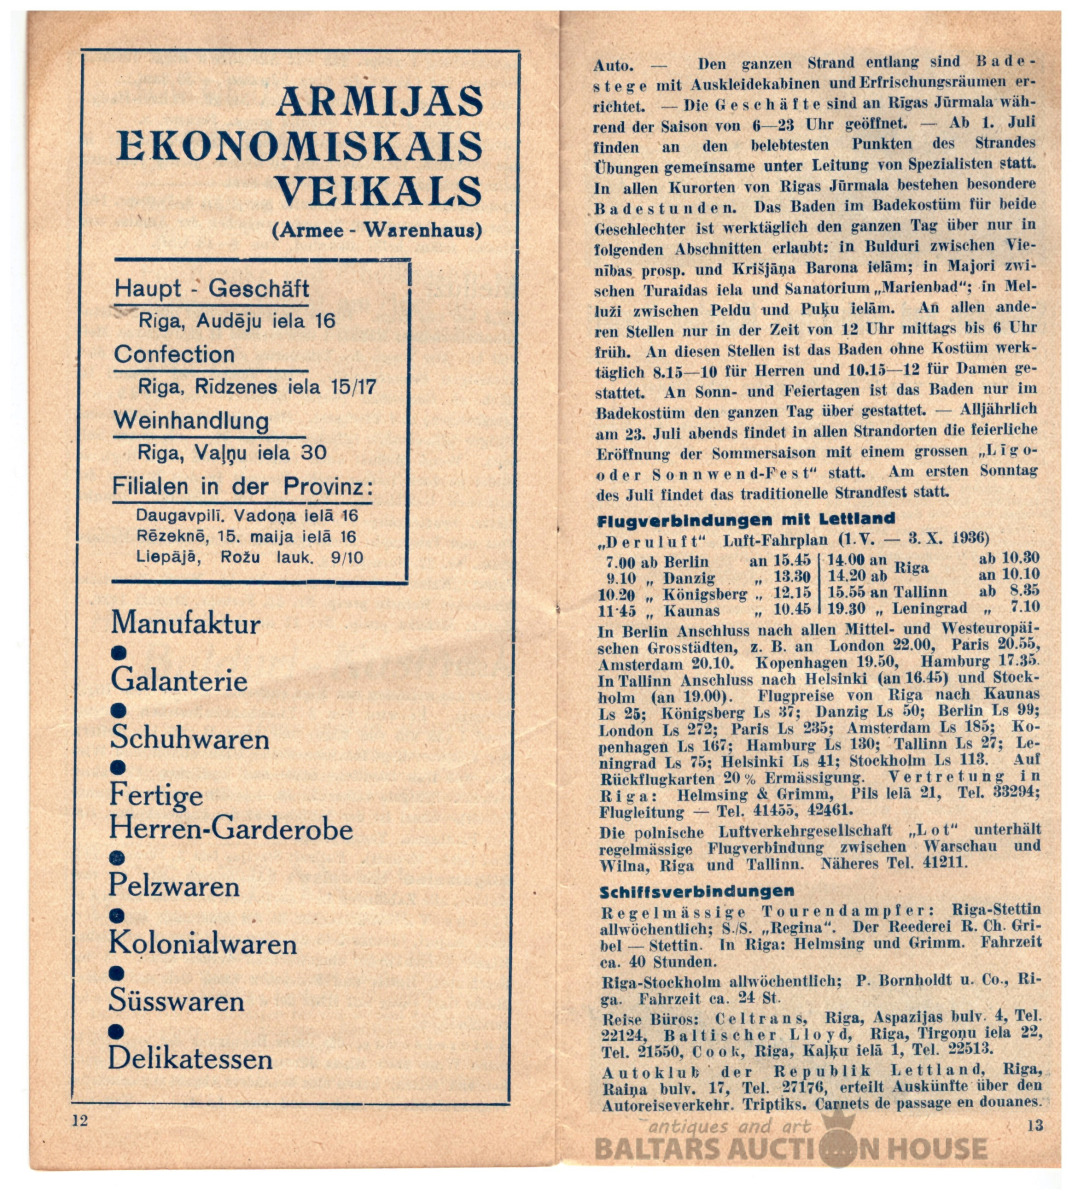 ARMIJAS
EKONOMISKAIS
VEIKALS
(Armee - Warenhaus)
Haupt - Geschäft
Riga, Audēju iela 16
Confection
Riga, Rīdzenes iela 15/17
Weinhandlung
Riga, Vaļņu iela 30
Filialen in der Provinz:
Daugavpilī, Vadoņa ielā 16
Rēzeknē, 15. maija ielā 16
Liepājā, Rožu lauk. 9/10
Manufaktur
Galanterie
Schuhwaren
Fertige
Herren-Garderobe
Pelzwaren
Kolonialwaren
Süsswaren
Delikatessen
12
Auto. — Den ganzen Strand entlang sind Bade-
stege mit Auskleidekabinen und Erfrischungsräumen er-
richtet. — Die Geschäfte sind an Rīgas Jūrmala wäh-
rend der Saison von 6—23 Uhr geöffnet. — Ab 1. Juli
finden an den belebtesten Punkten des Strandes
Übungen gemeinsame unter Leitung von Spezialisten statt.
In allen Kurorten von Rigas Jūrmala bestehen besondere
Badestunden. Das Baden im Badekostüm für beide
Geschlechter ist werktäglich den ganzen Tag über nur in
folgenden Abschnitten erlaubt: in Bulduri zwischen Vie-
nības prosp. und Krišjāņa Barona ielām; in Majori zwi-
schen Turaidas iela und Sanatorium „Marienbad"; in Mel-
luži zwischen Peldu und Puķu ielām. An allen ande-
ren Stellen nur in der Zeit von 12 Uhr mittags bis 6 Uhr
früh. An diesen Stellen ist das Baden ohne Kostüm werk-
täglich 8.15—10 für Herren und 10.15—12 für Damen ge-
stattet. An Sonn- und Feiertagen ist das Baden nur im
Badekostüm den ganzen Tag über gestattet. — Alljährlich
am 23. Juli abends findet in allen Strandorten die feierliche
Eröffnung der Sommersaison mit einem grossen „Līgo-
oder Sonnwend-Fest" statt. Am ersten Sonntag
des Juli findet das traditionelle Strandfest statt.
Flugverbindungen mit Lettland
„Deruluft" Luft-Fahrplan (1. V. — 3. X. 1936)
7.00 ab Berlin an 15.45 | 14.00 an Riga ab 10.30
9.10 „ Danzig „ 13.30 | 14.20 ab an 10.10
10.20 „ Königsberg „ 12.15 | 15.55 an Tallinn ab 8.35
11·45 „ Kaunas „ 10.45 | 19.30 „ Leningrad „ 7.10
In Berlin Anschluss nach allen Mittel- und Westeuropäi-
schen Grosstädten, z. B. an London 22.00, Paris 20.55,
Amsterdam 20.10. Kopenhagen 19.50, Hamburg 17.35.
In Tallinn Anschluss nach Helsinki (an 16.45) und Stock-
holm (an 19.00). Flugpreise von Riga nach Kaunas
Ls 25; Königsberg Ls 37; Danzig Ls 50; Berlin Ls 99;
London Ls 272; Paris Ls 235; Amsterdam Ls 185; Ko-
penhagen Ls 167; Hamburg Ls 130; Tallinn Ls 27; Le-
ningrad Ls 75; Helsinki Ls 41; Stockholm Ls 113. Auf
Rückflugkarten 20% Ermässigung. Vertretung in
Riga: Helmsing & Grimm, Pils ielā 21, Tel. 33294;
Flugleitung — Tel. 41455, 42461.
Die polnische Luftverkehrgesellschaft „Lot" unterhält
regelmässige Flugverbindung zwischen Warschau und
Wilna, Riga und Tallinn. Näheres Tel. 41211.
Schiffsverbindungen
Regelmässige Tourendampfer: Riga-Stettin
allwöchentlich; S./S. „Regina". Der Reederei R. Ch. Gri-
bel — Stettin. In Riga: Helmsing und Grimm. Fahrzeit
ca. 40 Stunden.
Riga-Stockholm allwöchentlich; P. Bornholdt u. Co., Ri-
ga. Fahrzeit ca. 24 St.
Reise Büros: Celtrans, Riga, Aspazijas bulv. 4, Tel.
22124, Baltischer Lloyd, Riga, Tirgoņu iela 22,
Tel. 21550, Cook, Riga, Kaļķu ielā 1, Tel. 22513.
Autoklub der Republik Lettland, Riga,
Raiņa bulv. 17, Tel. 27176, erteilt Auskünfte über den
Autoreiseverkehr. Triptiks. Carnets de passage en douanes.
13
antiques and art
BALTARS AUCTION HOUSE